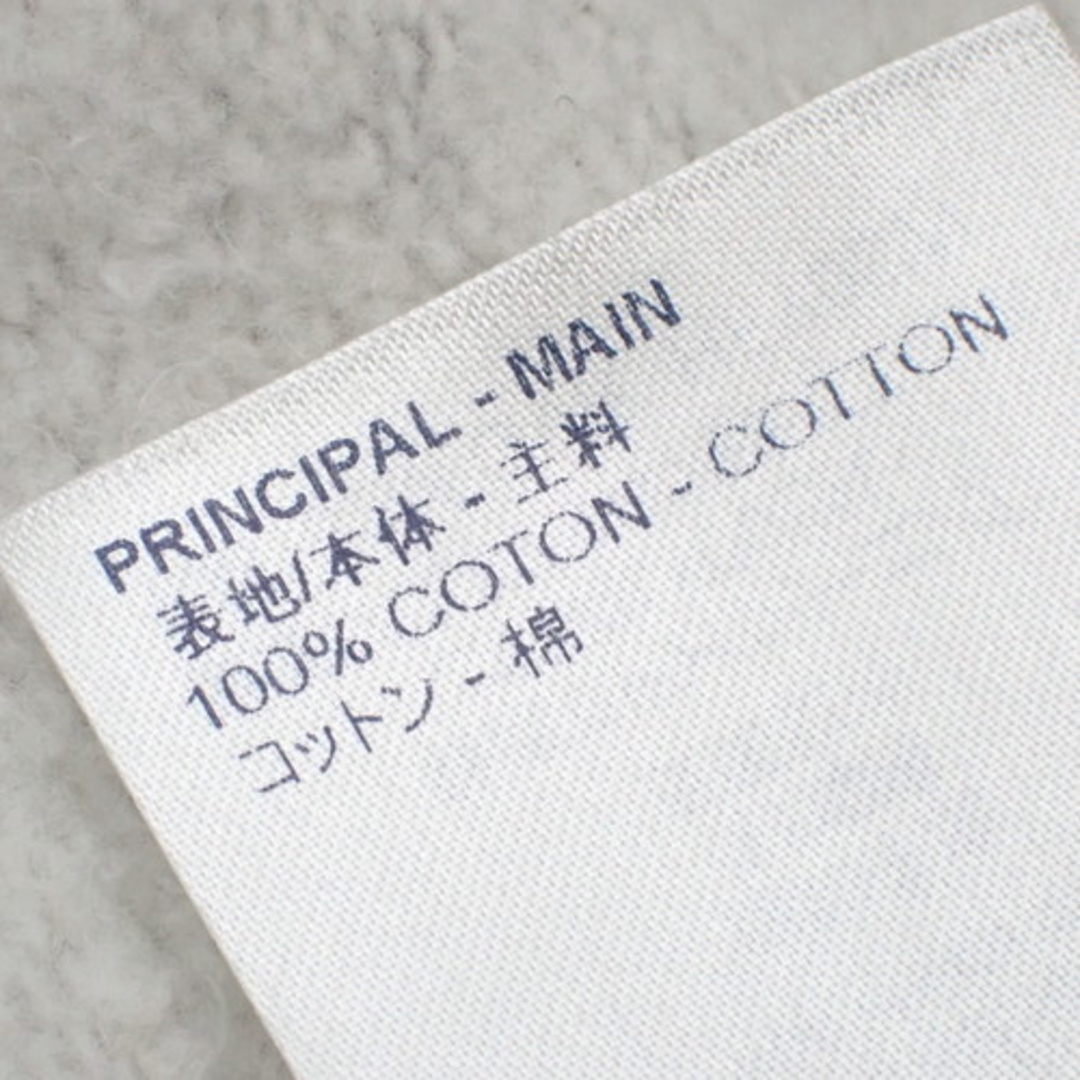 PRINCIPAL - MAIN
表地/本体 - 主料
100% COTON - COTTON
コットン - 棉